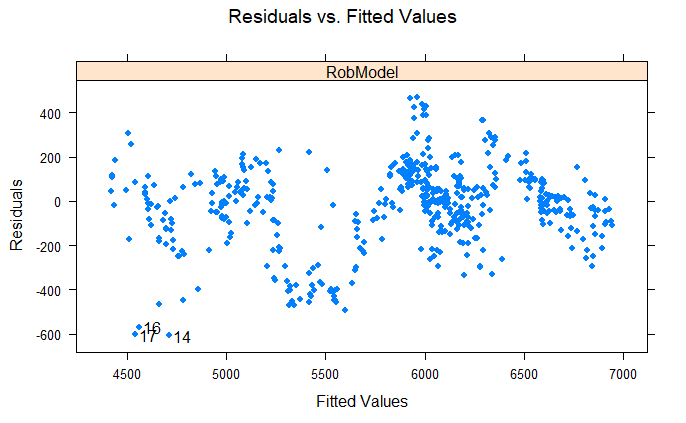 Residuals vs. Fitted Values
RobModel
400
200
0
-200
-400
-600
Residuals
16
17
14
4500 5000 5500 6000 6500 7000
Fitted Values